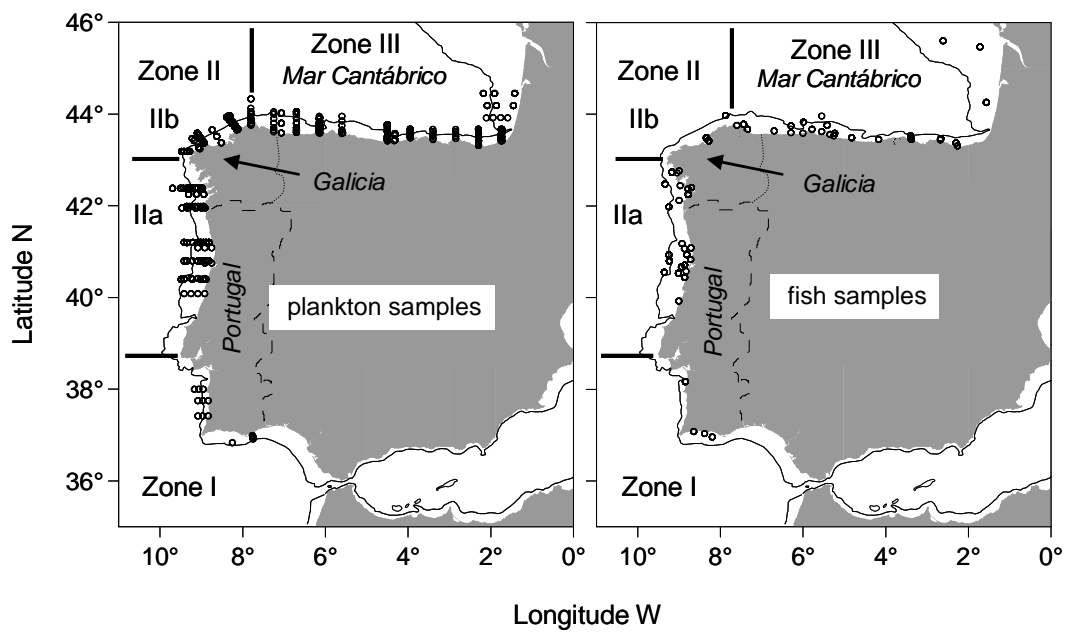 46°
44°
42°
40°
38°
36°
Latitude N
Zone II
Zone III
Mar Cantábrico
IIb
Galicia
IIa
Portugal
plankton samples
Zone I
10°
8°
6°
4°
2°
0°
Zone II
Zone III
Mar Cantábrico
IIb
Galicia
IIa
Portugal
fish samples
Zone I
10°
8°
6°
4°
2°
0°
Longitude W